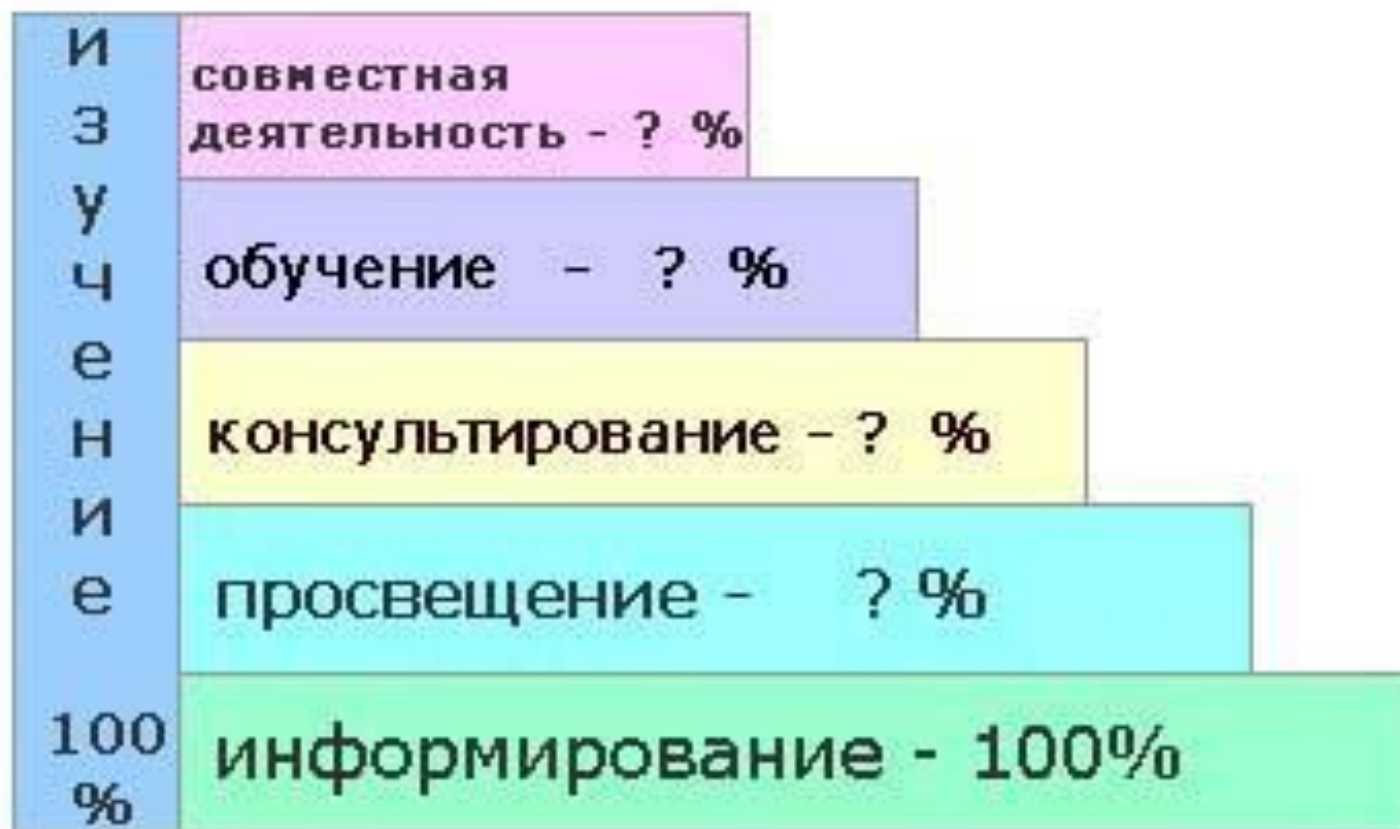 изучение
100
%
совместная
деятельность - ? %
обучение - ? %
консультирование - ? %
просвещение - ? %
информирование - 100%